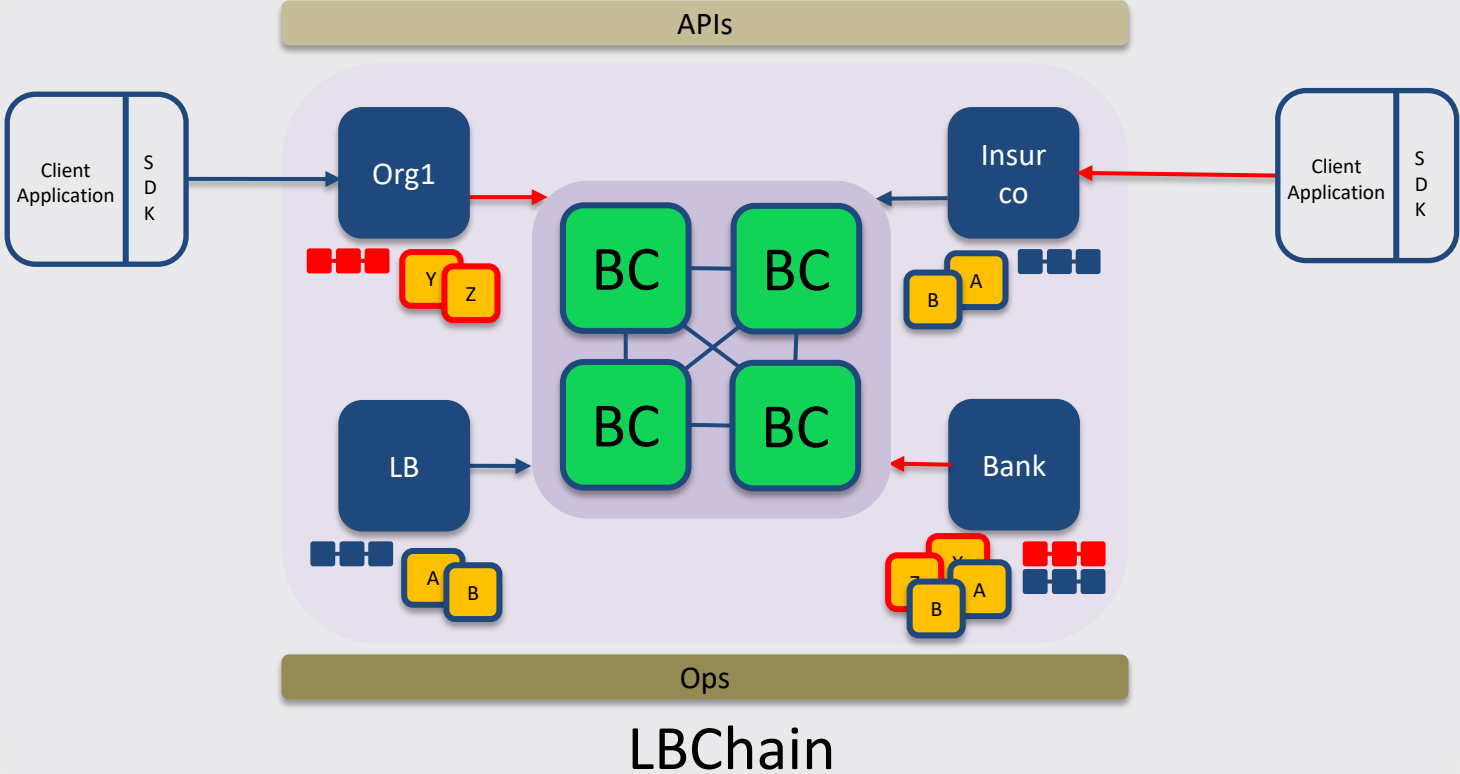 APIs
Client
Application
S
D
K
Org1
Insur
co
Client
Application
S
D
K
Y
Z
BC
BC
A
B
BC
BC
LB
Bank
A
B
Y
Z
A
B
Ops
LBChain